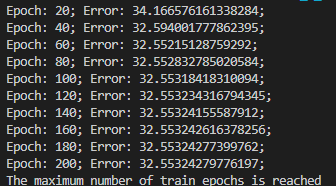 Epoch: 20; Error: 34.166576161338284;
Epoch: 40; Error: 32.594001777862395;
Epoch: 60; Error: 32.55215128759292;
Epoch: 80; Error: 32.552832785020584;
Epoch: 100; Error: 32.55318418310094;
Epoch: 120; Error: 32.553234316794345;
Epoch: 140; Error: 32.55324155587912;
Epoch: 160; Error: 32.553242616378256;
Epoch: 180; Error: 32.55324277399762;
Epoch: 200; Error: 32.55324279776197;
The maximum number of train epochs is reached